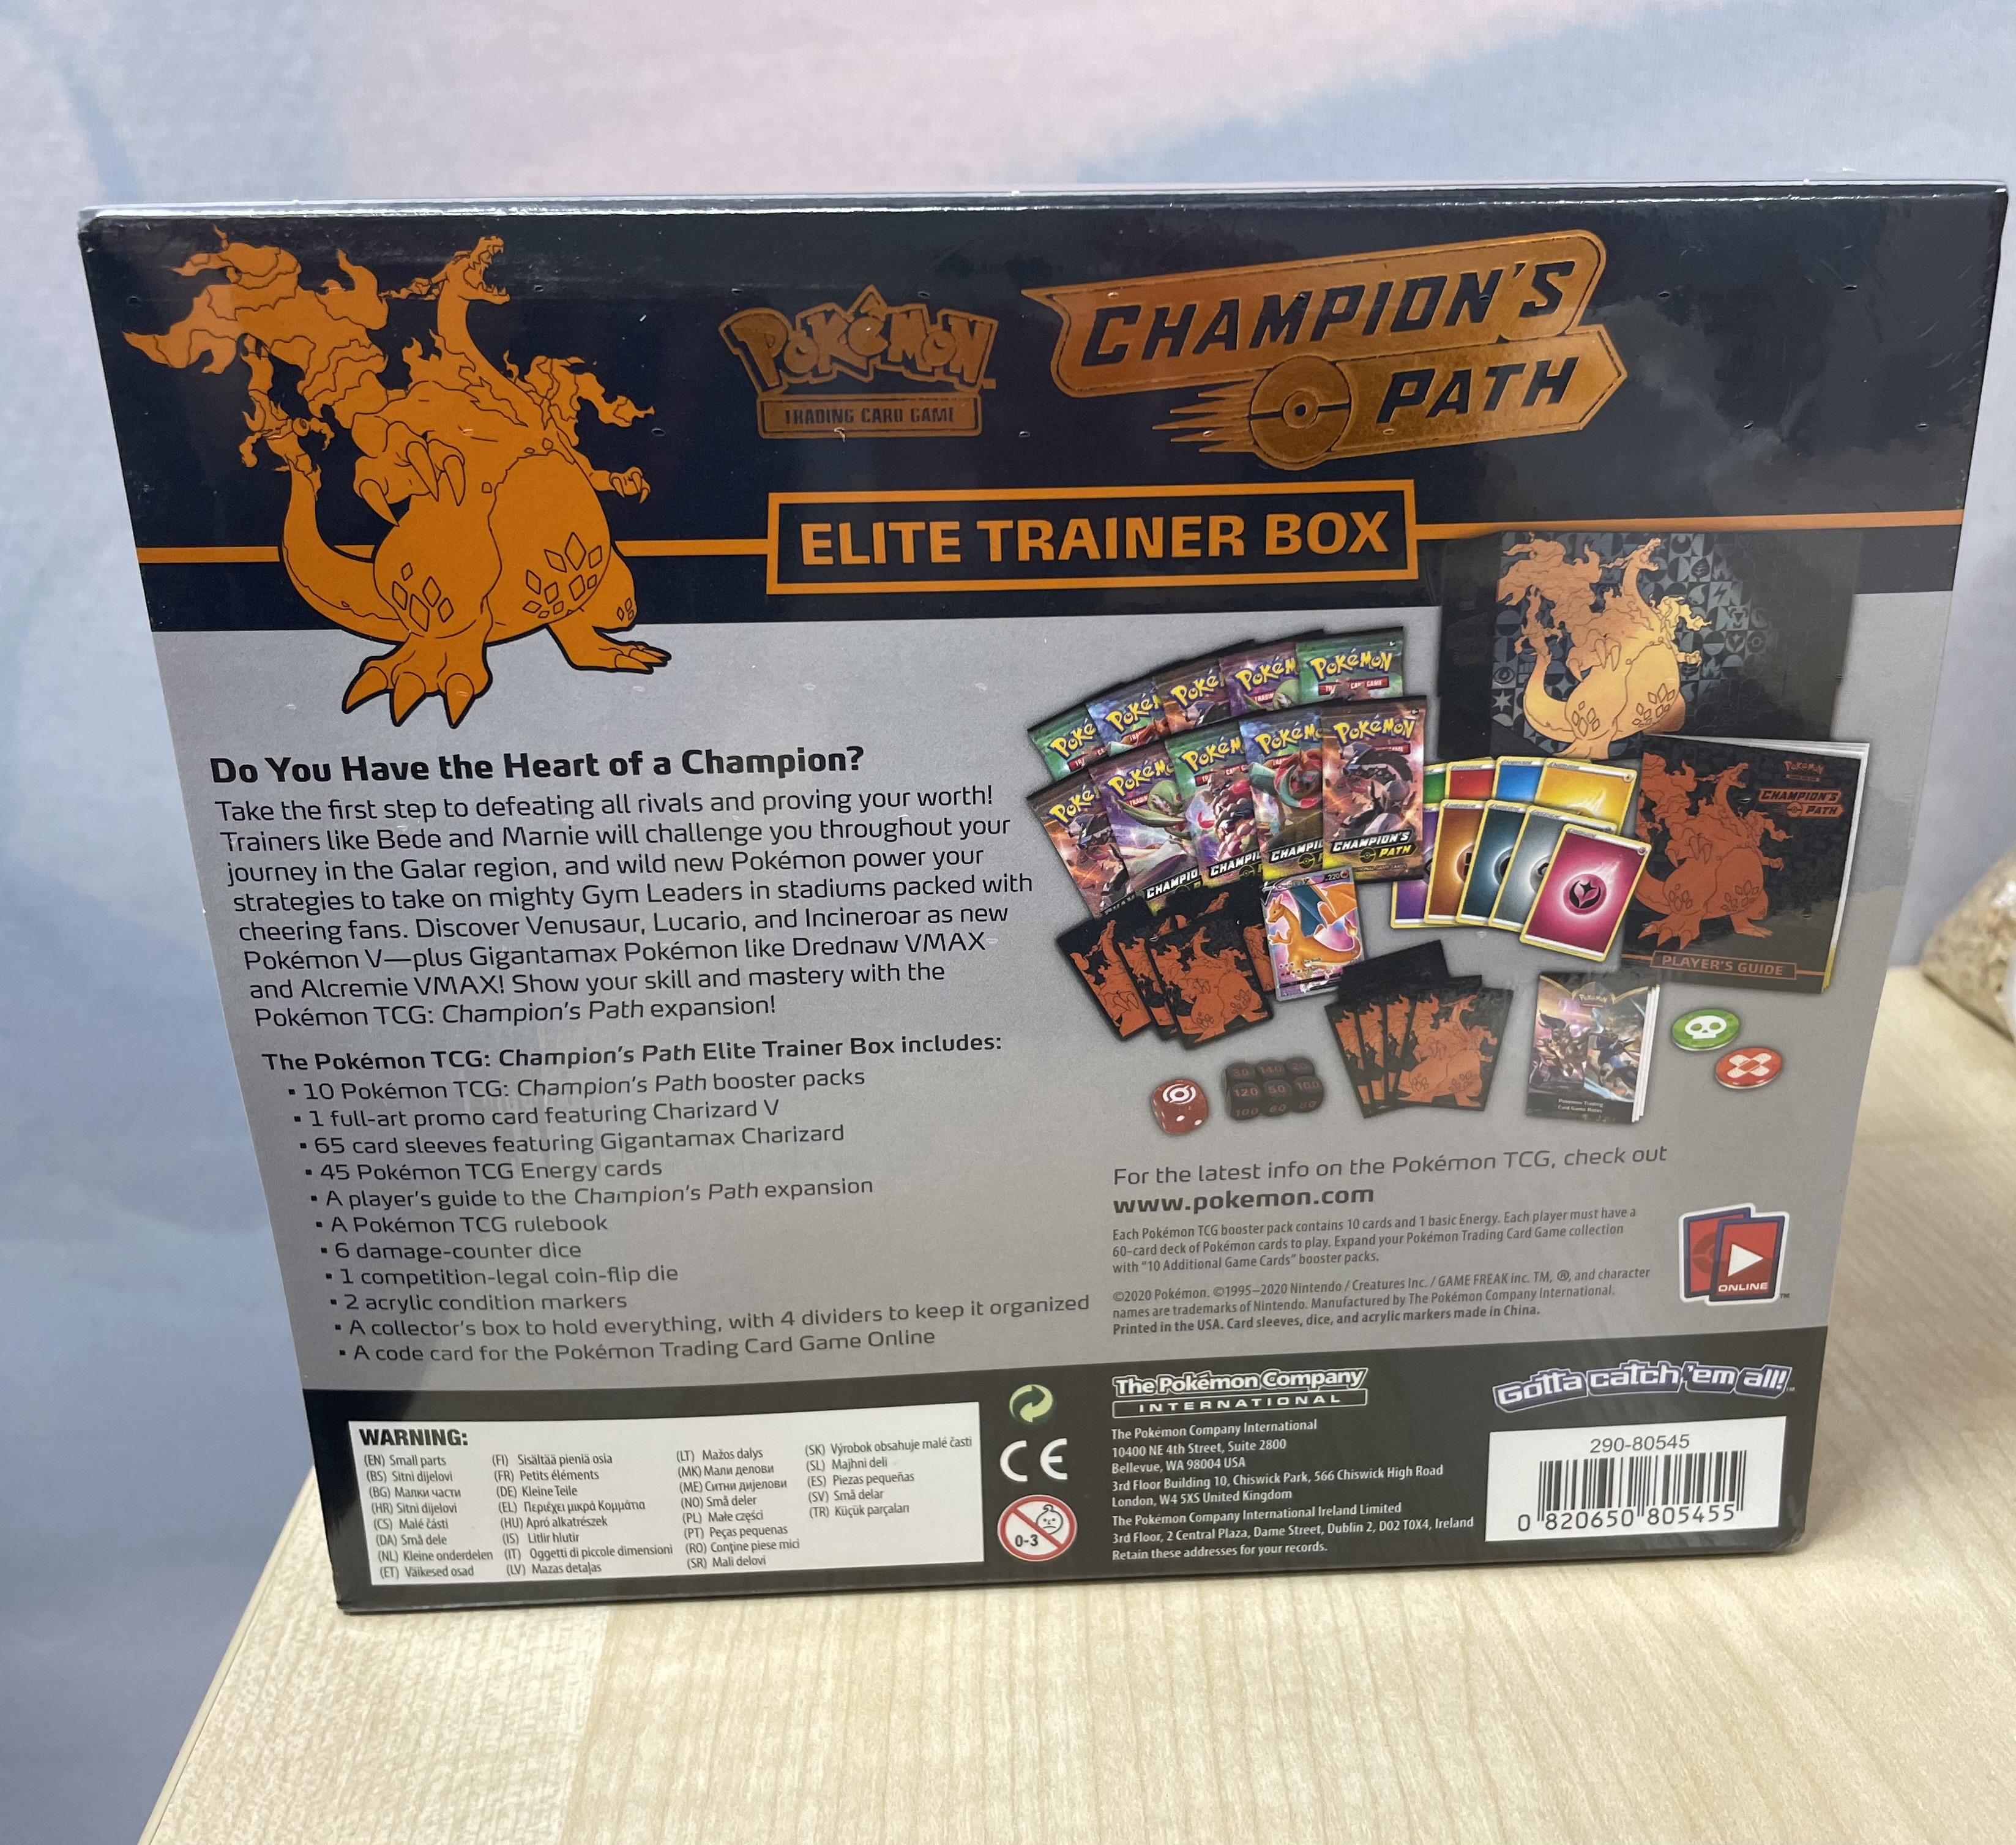 Pokémon
TRADING CARD GAME
CHAMPION'S
PATH
ELITE TRAINER BOX
Do You Have the Heart of a Champion?
Take the first step to defeating all rivals and proving your worth!
Trainers like Bede and Marnie will challenge you throughout your
journey in the Galar region, and wild new Pokémon power your
strategies to take on mighty Gym Leaders in stadiums packed with
cheering fans. Discover Venusaur, Lucario, and Incineroar as new
Pokémon V—plus Gigantamax Pokémon like Drednaw VMAX
and Alcremie VMAX! Show your skill and mastery with the
Pokémon TCG: Champion's Path expansion!
The Pokémon TCG: Champion's Path Elite Trainer Box includes:
▪ 10 Pokémon TCG: Champion's Path booster packs
▪ 1 full-art promo card featuring Charizard V
▪ 65 card sleeves featuring Gigantamax Charizard
▪ 45 Pokémon TCG Energy cards
▪ A player's guide to the Champion's Path expansion
▪ A Pokémon TCG rulebook
▪ 6 damage-counter dice
▪ 1 competition-legal coin-flip die
▪ 2 acrylic condition markers
▪ A collector's box to hold everything, with 4 dividers to keep it organized
▪ A code card for the Pokémon Trading Card Game Online
Pokémon
Pokémon
CHAMPION'S
PATH
CHAMPION'S
PATH
PLAYER'S GUIDE
For the latest info on the Pokémon TCG, check out
www.pokemon.com
Each Pokémon TCG booster pack contains 10 cards and 1 basic Energy. Each player must have a
60-card deck of Pokémon cards to play. Expand your Pokémon Trading Card Game collection
with "10 Additional Game Cards" booster packs.
©2020 Pokémon. ©1995–2020 Nintendo / Creatures Inc. / GAME FREAK inc. TM, ®, and character
names are trademarks of Nintendo. Manufactured by The Pokémon Company International.
Printed in the USA. Card sleeves, dice, and acrylic markers made in China.
ONLINE
WARNING:
(EN) Small parts
(BS) Sitni dijelovi
(BG) Малки части
(HR) Sitni dijelovi
(CS) Malé části
(DA) Små dele
(NL) Kleine onderdelen
(ET) Väikesed osad
(FI) Sisältää pieniä osia
(FR) Petits éléments
(DE) Kleine Teile
(EL) Περιέχει μικρά Κομμάτια
(HU) Apró alkatrészek
(IS) Litlir hlutir
(IT) Oggetti di piccole dimensioni
(LV) Mazas detaļas
(LT) Mažos dalys
(MK) Мали делови
(ME) Ситни дијелови
(NO) Små deler
(PL) Małe części
(PT) Peças pequenas
(RO) Conține piese mici
(SR) Mali delovi
(SK) Výrobok obsahuje malé časti
(SL) Majhni deli
(ES) Piezas pequeñas
(SV) Små delar
(TR) Küçük parçaları
CE
0-3
The Pokémon Company
INTERNATIONAL
The Pokémon Company International
10400 NE 4th Street, Suite 2800
Bellevue, WA 98004 USA
3rd Floor Building 10, Chiswick Park, 566 Chiswick High Road
London, W4 5XS United Kingdom
The Pokémon Company International Ireland Limited
3rd Floor, 2 Central Plaza, Dame Street, Dublin 2, D02 T0X4, Ireland
Retain these addresses for your records.
Gotta catch 'em all!
290-80545
0 820650 805455